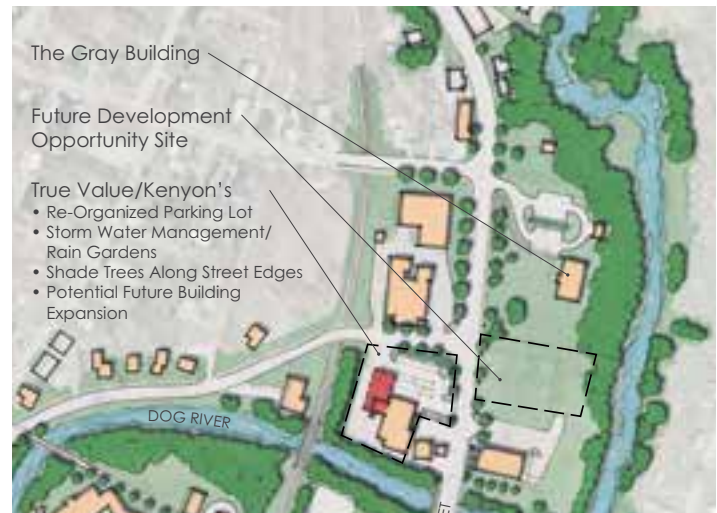 The Gray Building
Future Development
Opportunity Site
True Value/Kenyon's
• Re-Organized Parking Lot
• Storm Water Management/
Rain Gardens
• Shade Trees Along Street Edges
• Potential Future Building
Expansion
DOG RIVER